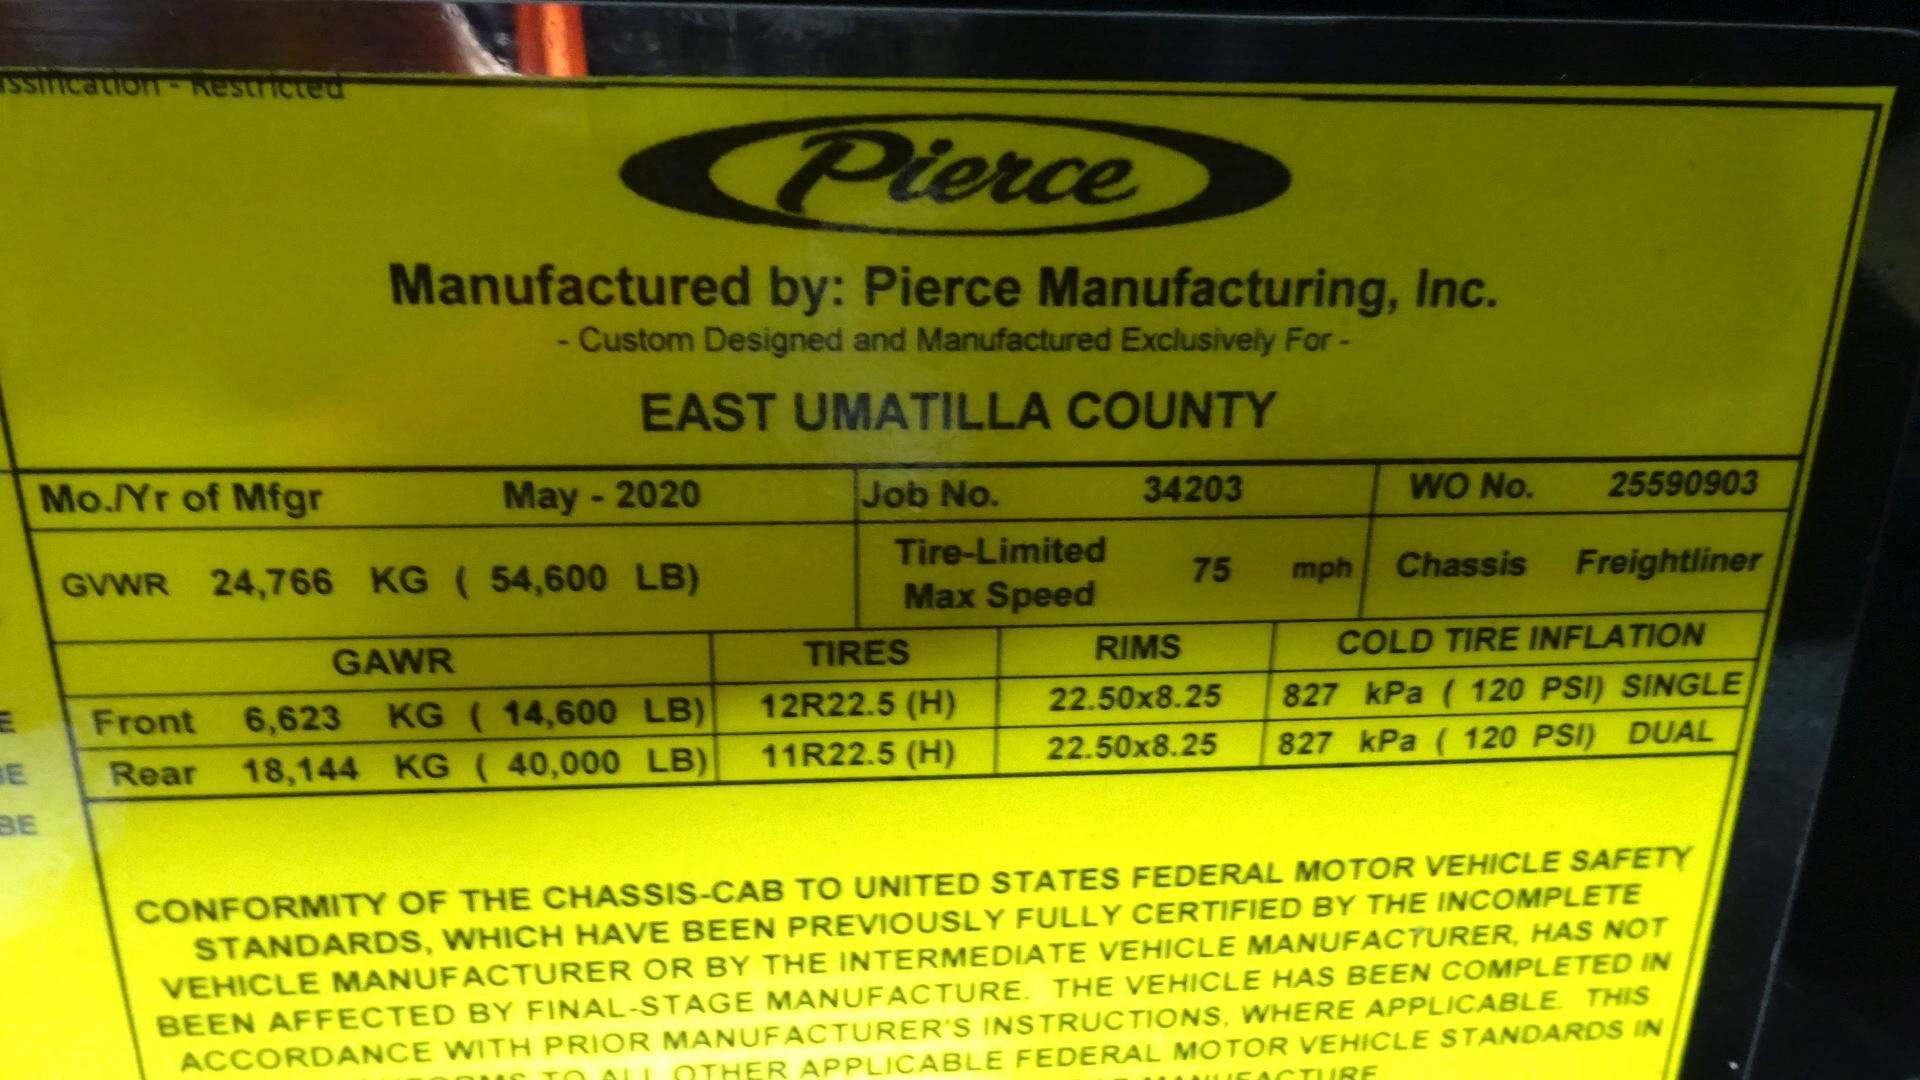 Classification - Restricted
Pierce
Manufactured by: Pierce Manufacturing, Inc.
- Custom Designed and Manufactured Exclusively For -
EAST UMATILLA COUNTY
Mo./Yr of Mfgr May - 2020 Job No. 34203 WO No. 25590903
GVWR 24,766 KG ( 54,600 LB) Tire-Limited Max Speed 75 mph Chassis Freightliner
GAWR TIRES RIMS COLD TIRE INFLATION
Front 6,623 KG ( 14,600 LB) 12R22.5 (H) 22.50x8.25 827 kPa ( 120 PSI) SINGLE
Rear 18,144 KG ( 40,000 LB) 11R22.5 (H) 22.50x8.25 827 kPa ( 120 PSI) DUAL
BE
CONFORMITY OF THE CHASSIS-CAB TO UNITED STATES FEDERAL MOTOR VEHICLE SAFETY
STANDARDS, WHICH HAVE BEEN PREVIOUSLY FULLY CERTIFIED BY THE INCOMPLETE
VEHICLE MANUFACTURER OR BY THE INTERMEDIATE VEHICLE MANUFACTURER, HAS NOT
BEEN AFFECTED BY FINAL-STAGE MANUFACTURE. THE VEHICLE HAS BEEN COMPLETED IN
ACCORDANCE WITH PRIOR MANUFACTURER'S INSTRUCTIONS, WHERE APPLICABLE. THIS
TO ALL OTHER APPLICABLE FEDERAL MOTOR VEHICLE STANDARDS IN
MANUFACTURE